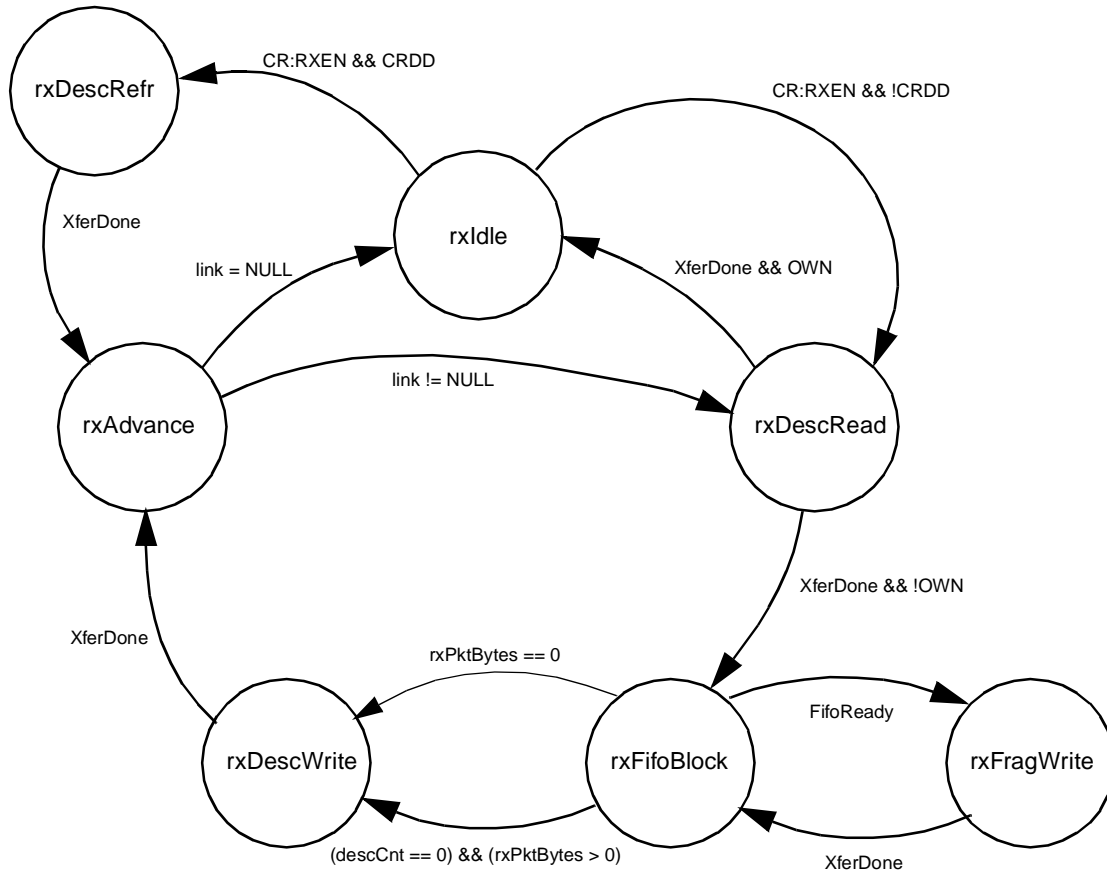 CR:RXEN && CRDD
rxDescRefr
CR:RXEN && !CRDD
XferDone
rxIdle
link = NULL
XferDone && OWN
link != NULL
rxAdvance
rxDescRead
XferDone && !OWN
XferDone
rxPktBytes == 0
FifoReady
rxDescWrite
rxFifoBlock
rxFragWrite
(descCnt == 0) && (rxPktBytes > 0)
XferDone